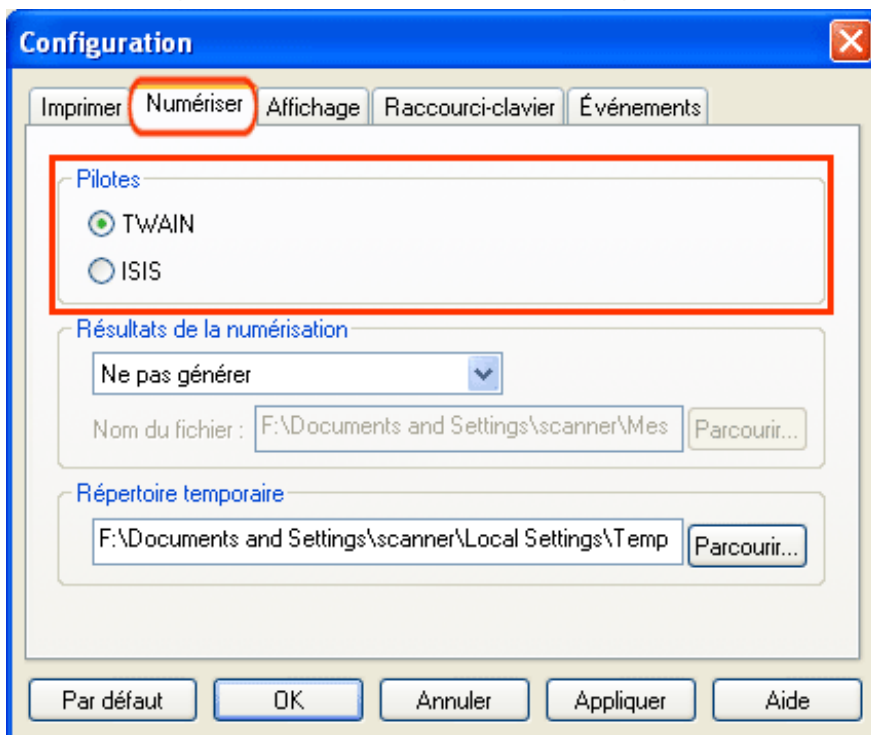 Configuration
Imprimer Numériser Affichage Raccourci-clavier Événements
Pilotes
TWAIN
ISIS
Résultats de la numérisation
Ne pas générer
Nom du fichier : F:\Documents and Settings\scanner\Mes Parcourir...
Répertoire temporaire
F:\Documents and Settings\scanner\Local Settings\Temp Parcourir...
Par défaut OK Annuler Appliquer Aide